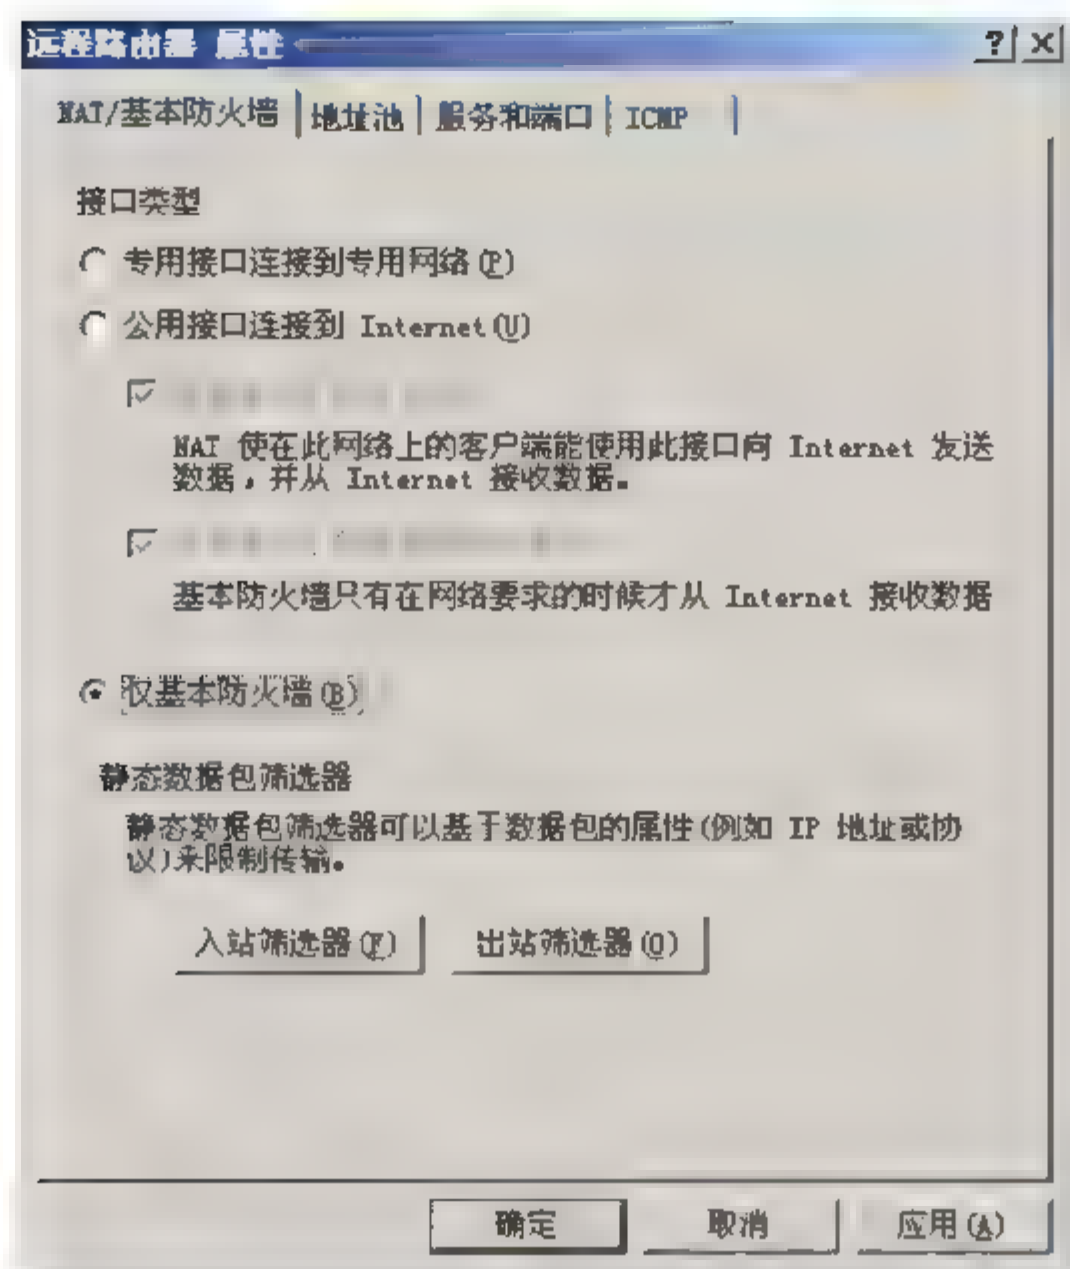 远程路由器 属性
NAT/基本防火墙 地址池 服务和端口 ICMP
接口类型
专用接口连接到专用网络(P)
公用接口连接到 Internet(U)
NAT 使在此网络上的客户端能使用此接口向 Internet 发送
数据，并从 Internet 接收数据。
基本防火墙只有在网络要求的时候才从 Internet 接收数据
仅基本防火墙(B)
静态数据包筛选器
静态数据包筛选器可以基于数据包的属性(例如 IP 地址或协
议)来限制传输。
入站筛选器(F) 出站筛选器(O)
确定 取消 应用(A)